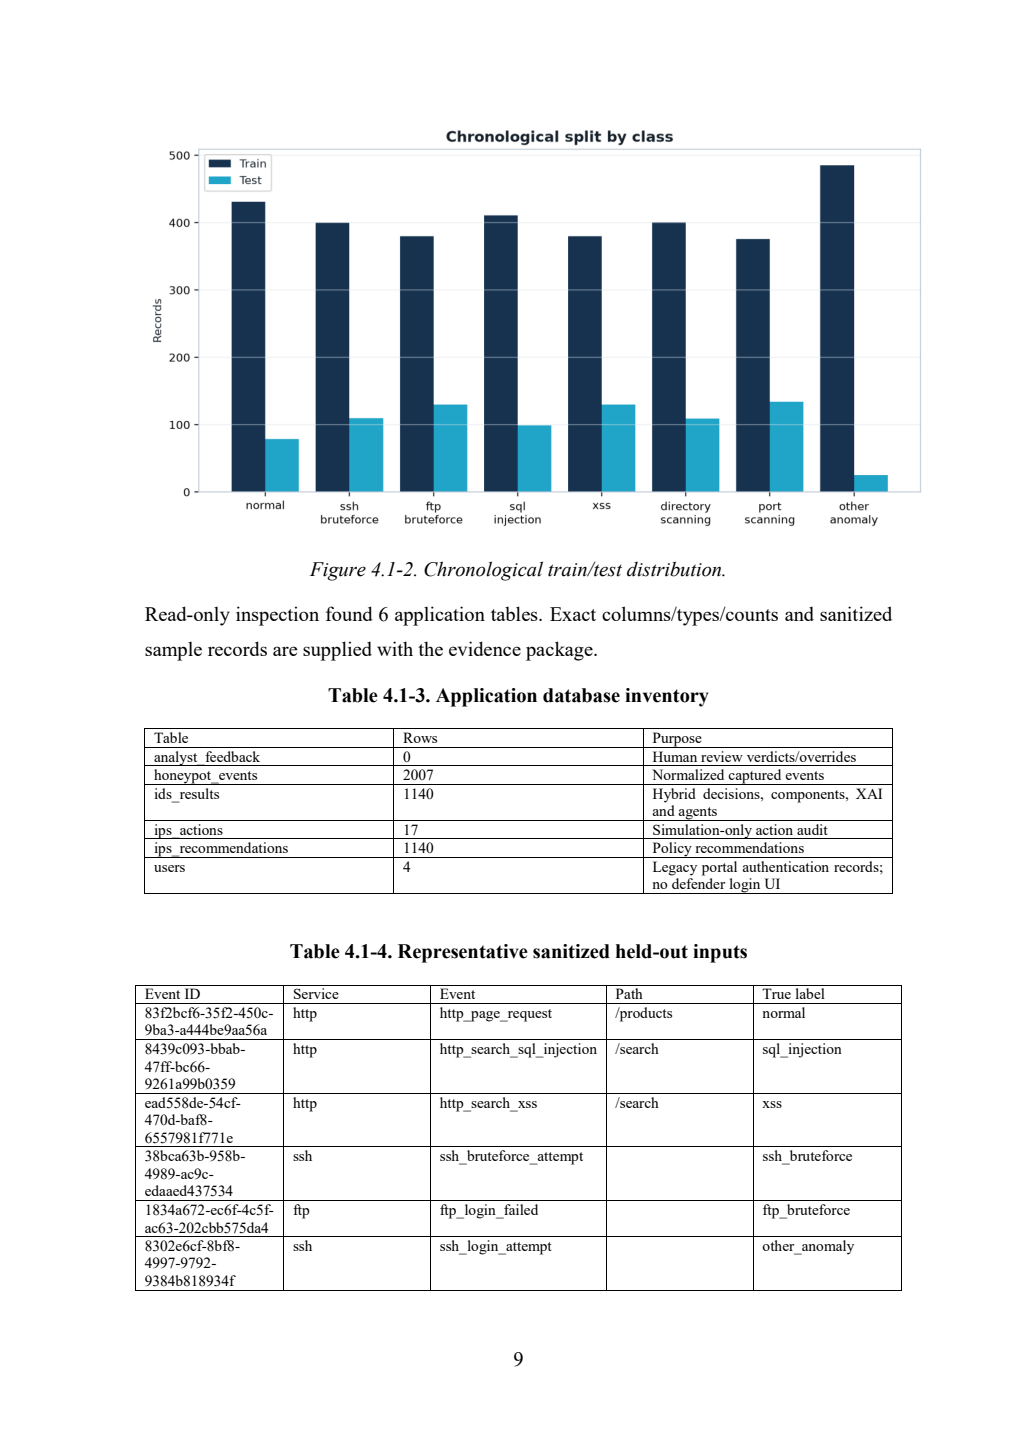 Chronological split by class
500
400
300
200
100
0
Records
Train
Test
normal
ssh
bruteforce
ftp
bruteforce
sql
injection
xss
directory
scanning
port
scanning
other
anomaly
Figure 4.1-2. Chronological train/test distribution.
Read-only inspection found 6 application tables. Exact columns/types/counts and sanitized
sample records are supplied with the evidence package.
Table 4.1-3. Application database inventory
Table Rows Purpose
analyst_feedback 0 Human review verdicts/overrides
honeypot_events 2007 Normalized captured events
ids_results 1140 Hybrid decisions, components, XAI
and agents
ips_actions 17 Simulation-only action audit
ips_recommendations 1140 Policy recommendations
users 4 Legacy portal authentication records;
no defender login UI
Table 4.1-4. Representative sanitized held-out inputs
Event ID Service Event Path True label
83f2bcf6-35f2-450c- http http_page_request /products normal
9ba3-a444be9aa56a
8439c093-bbab- http http_search_sql_injection /search sql_injection
47ff-bc66-
9261a99b0359
ead558de-54cf- http http_search_xss /search xss
470d-baf8-
6557981f771e
38bca63b-958b- ssh ssh_bruteforce_attempt ssh_bruteforce
4989-ac9c-
edaaed437534
1834a672-ec6f-4c5f- ftp ftp_login_failed ftp_bruteforce
ac63-202cbb575da4
8302e6cf-8bf8- ssh ssh_login_attempt other_anomaly
4997-9792-
9384b818934f
9